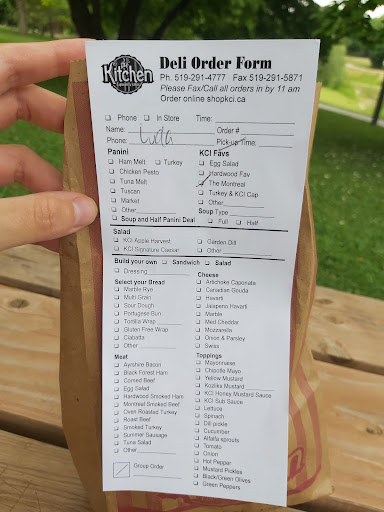 Kitchen
Deli Order Form
Ph. 519-291-4777 Fax 519-291-5871
Please Fax/Call all orders in by 11 am
Order online shopkci.ca
Phone In Store Time:
Name: Order #
Phone: Pick-up Time:
Panini KCI Favs
Ham Melt Turkey Egg Salad
Chicken Pesto Hardwood Fav
Tuna Melt The Montreal
Tuscan Turkey & KCI Cap
Market Other
Other Soup Type
Soup and Half Panini Deal Full Half
Salad
KCI Apple Harvest Garden Dill
KCI Signature Caesar Other
Build your own Sandwich Salad
Dressing Cheese
Select your Bread Artichoke Caponata
Marble Rye Canadian Gouda
Multi Grain Havarti
Sour Dough Jalapeno Havarti
Portugese Bun Marble
Tortilla Wrap Med Cheddar
Gluten Free Wrap Mozzarella
Ciabatta Onion & Parsley
Other Swiss
Meat Toppings
Ayrshire Bacon Mayonnaise
Black Forest Ham Chipotle Mayo
Corned Beef Yellow Mustard
Egg Salad Kozliks Mustard
Hardwood Smoked Ham KCI Honey Mustard Sauce
Montreal Smoked Beef KCI Sub Sauce
Oven Roasted Turkey Lettuce
Roast Beef Spinach
Smoked Turkey Dill pickle
Summer Sausage Cucumber
Tuna Salad Alfalfa sprouts
Other Tomato
Onion
Hot Pepper
Group Order Mustard Pickles
Black/Green Olives
Green Peppers